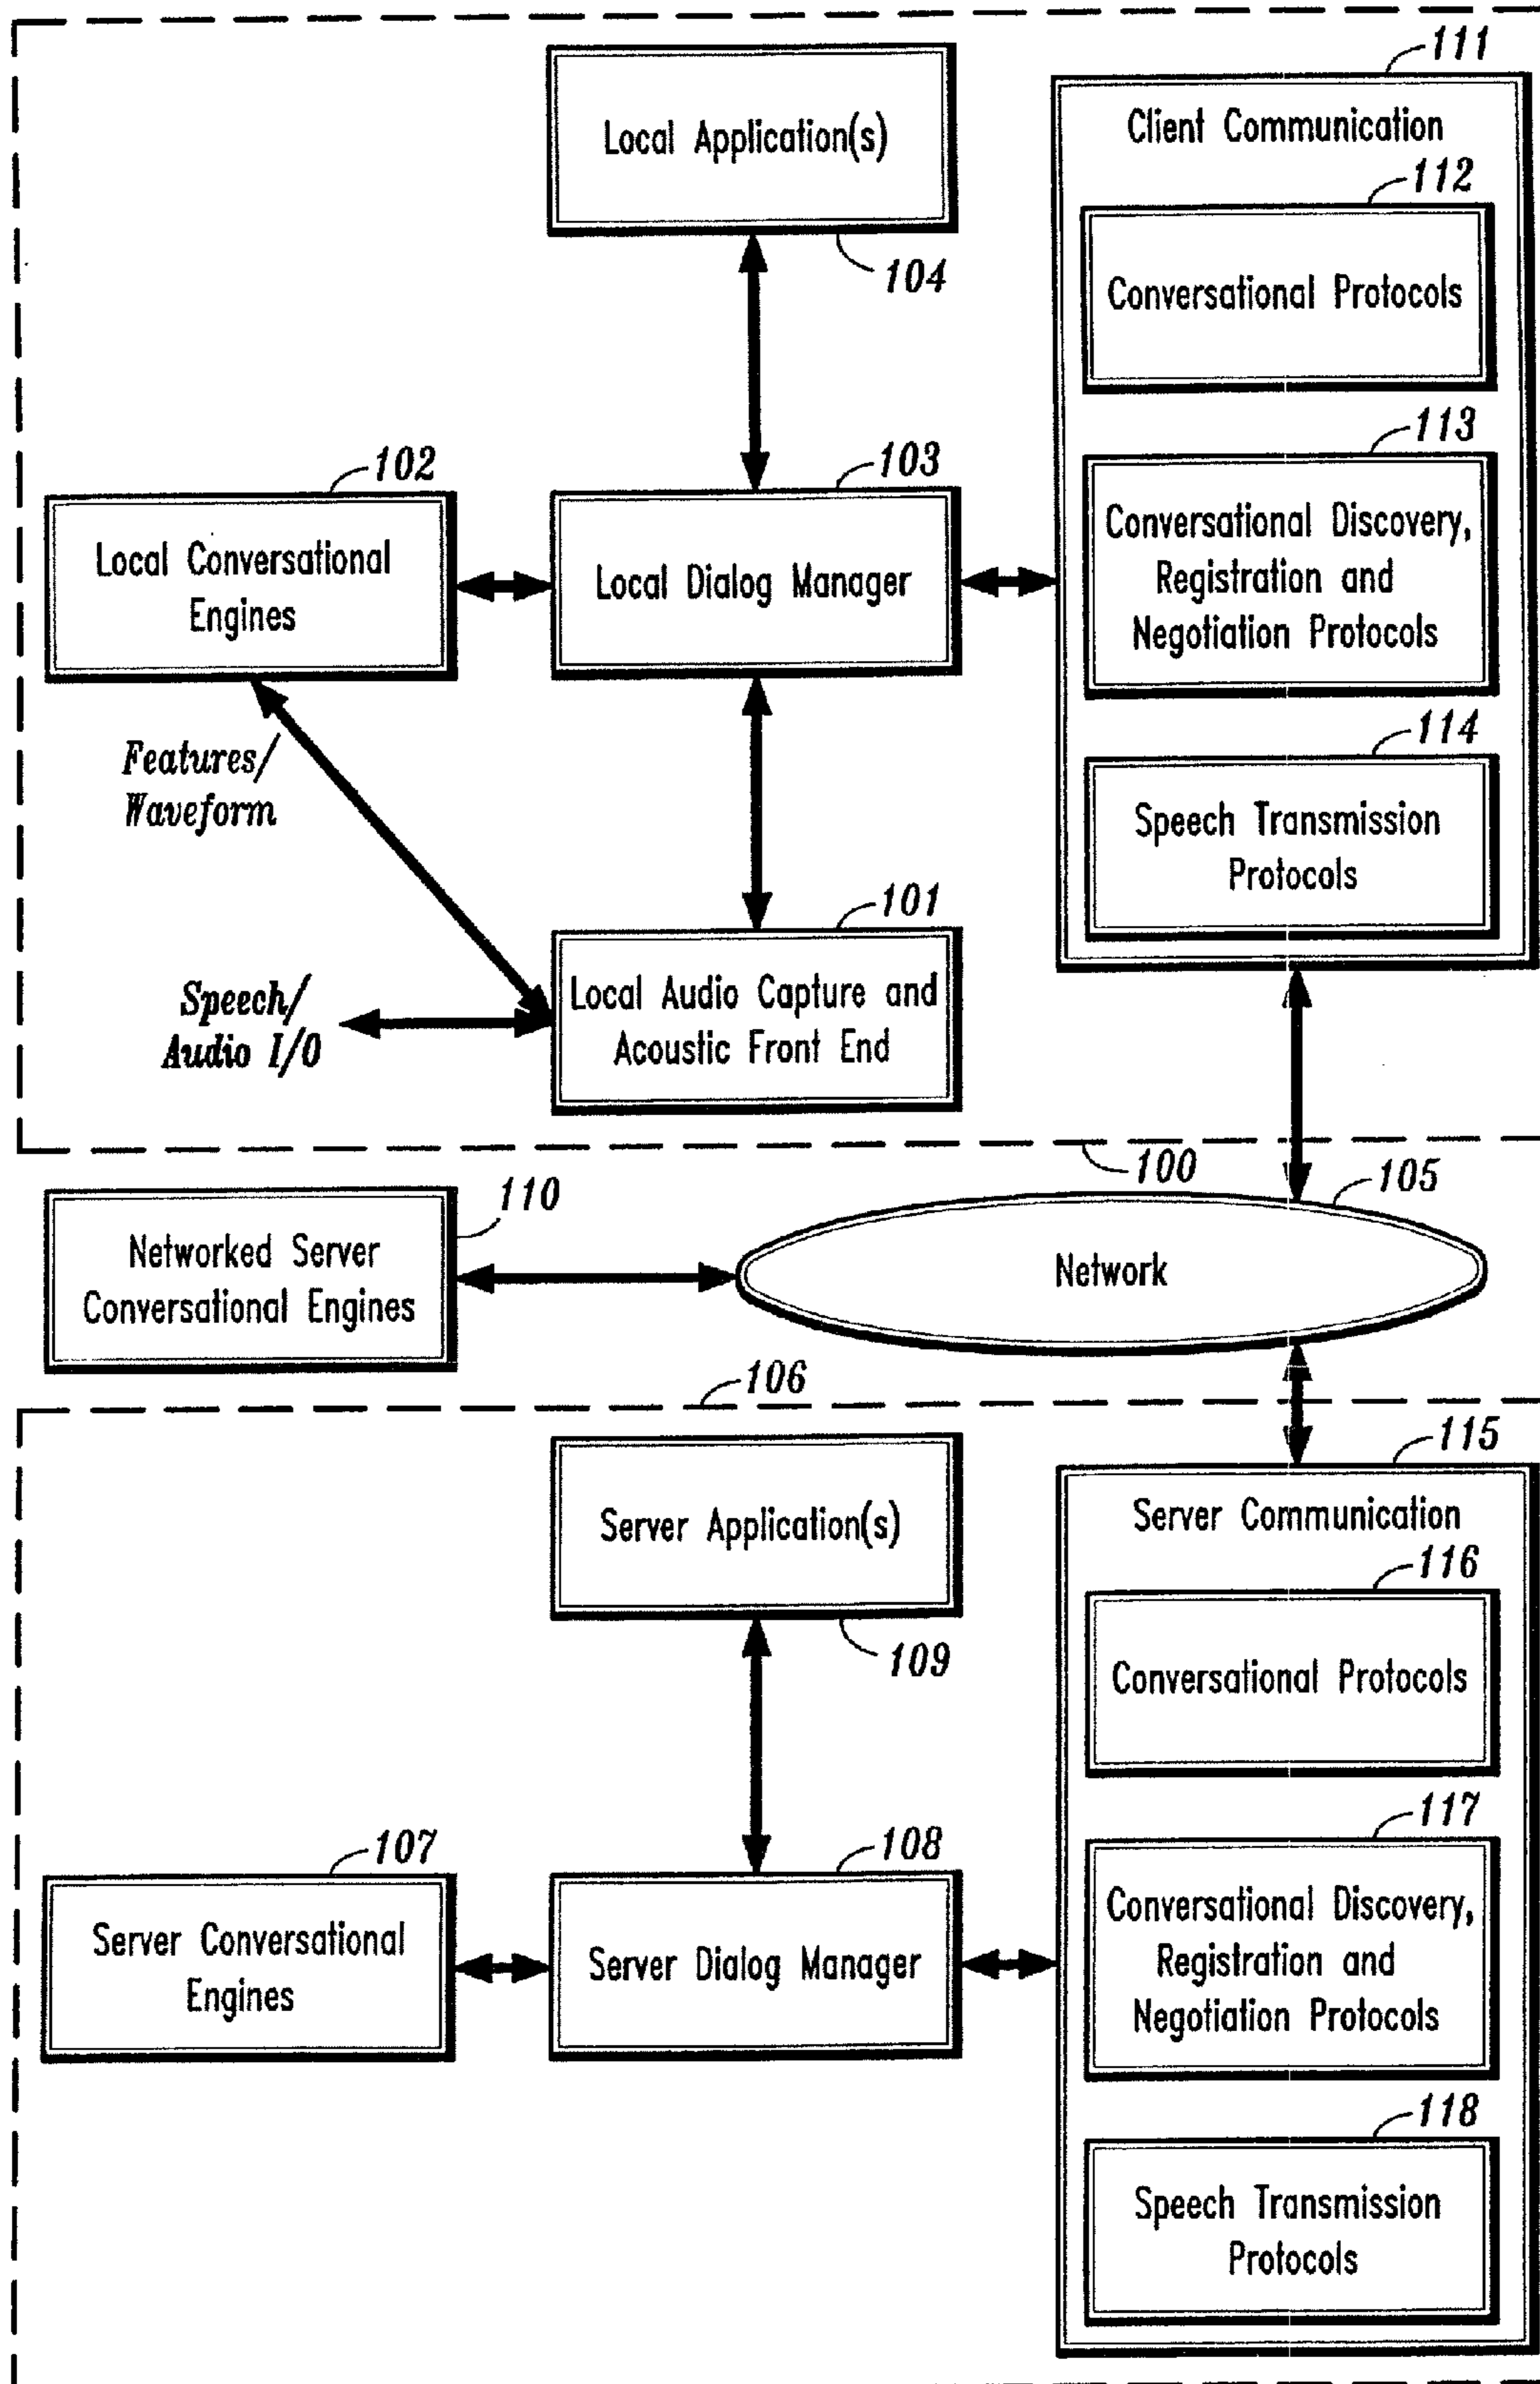 111
Client Communication
Local Application(s)
112
104
Conversational Protocols
113
102
103
Conversational Discovery,
Registration and
Negotiation Protocols
Local Conversational
Engines
Local Dialog Manager
114
Features/
Waveform
Speech Transmission
Protocols
101
Speech/
Audio I/O
Local Audio Capture and
Acoustic Front End
100
105
110
Networked Server
Conversational Engines
Network
106
115
Server Communication
Server Application(s)
116
109
Conversational Protocols
117
107
108
Conversational Discovery,
Registration and
Negotiation Protocols
Server Conversational
Engines
Server Dialog Manager
118
Speech Transmission
Protocols